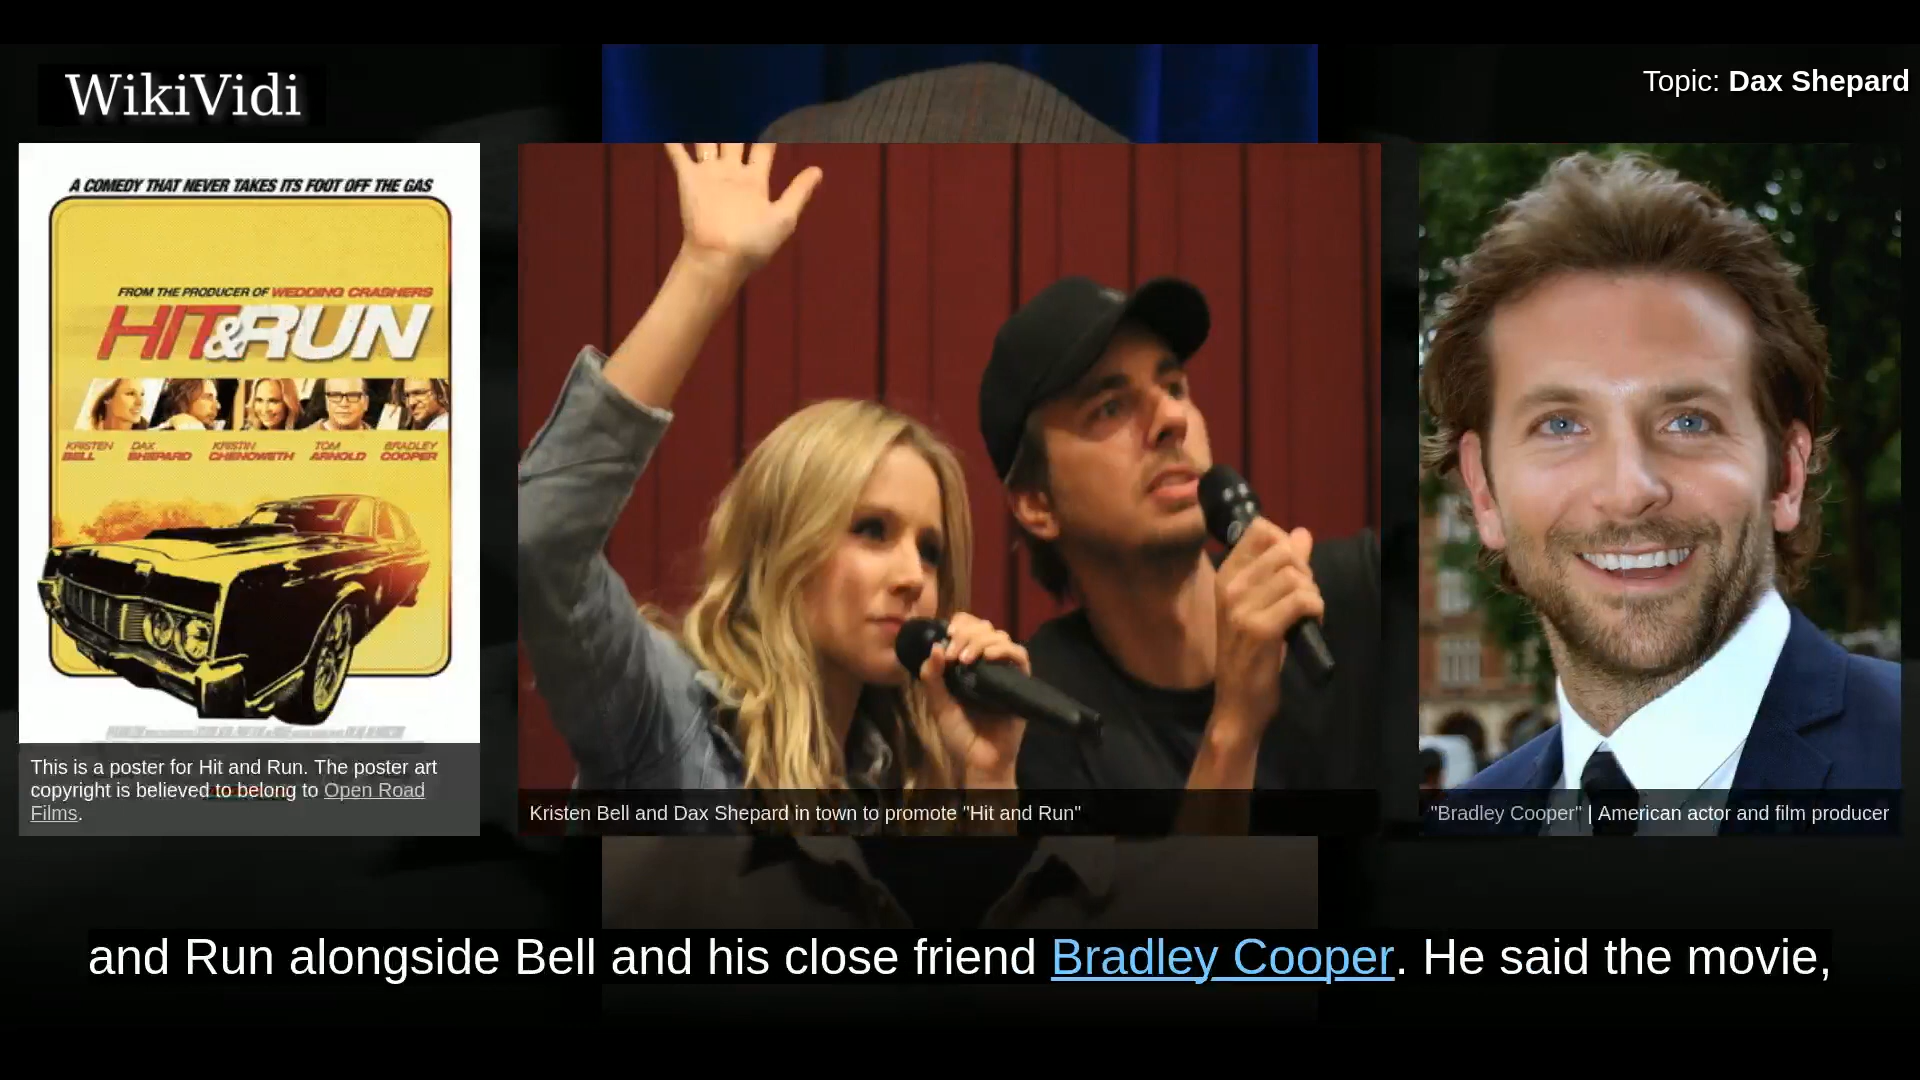 WikiVidi
Topic: Dax Shepard
A COMEDY THAT NEVER TAKES ITS FOOT OFF THE GAS
FROM THE PRODUCER OF WEDDING CRASHERS
HIT&RUN
KRISTEN BELL
DAX SHEPARD
KRISTIN CHENOWETH
TOM ARNOLD
BRADLEY COOPER
This is a poster for Hit and Run. The poster art
copyright is believed to belong to Open Road
Films.
Kristen Bell and Dax Shepard in town to promote "Hit and Run"
"Bradley Cooper" | American actor and film producer
and Run alongside Bell and his close friend Bradley Cooper. He said the movie,